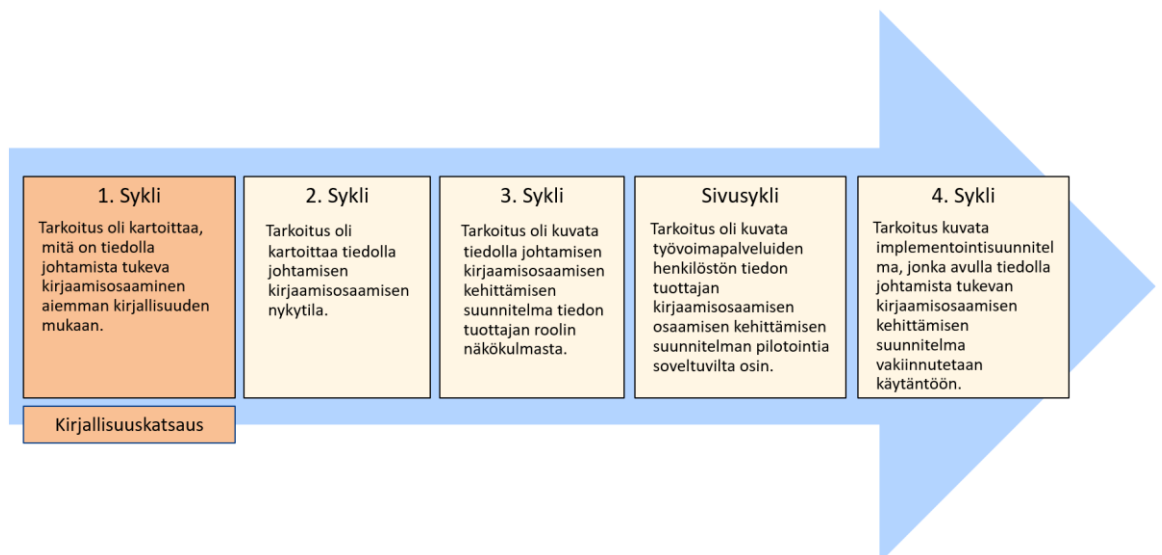 1. Sykli
Tarkoitus oli kartoittaa,
mitä on tiedolla
johtamista tukeva
kirjaamisosaaminen
aiemman kirjallisuuden
mukaan.
Kirjallisuuskatsaus
2. Sykli
Tarkoitus oli
kartoittaa tiedolla
johtamisen
kirjaamisosaamisen
nykytila.
3. Sykli
Tarkoitus oli kuvata
tiedolla johtamisen
kirjaamisosaamisen
kehittämisen
suunnitelma tiedon
tuottajan roolin
näkökulmasta.
Sivusykli
Tarkoitus oli kuvata
työvoimapalveluiden
henkilöstön tiedon
tuottajan
kirjaamisosaamisen
osaamisen kehittämisen
suunnitelman pilotointia
soveltuvilta osin.
4. Sykli
Tarkoitus kuvata
implementointisuunnitel
ma, jonka avulla tiedolla
johtamista tukevan
kirjaamisosaamisen
kehittämisen
suunnitelma
vakiinnutetaan
käytäntöön.